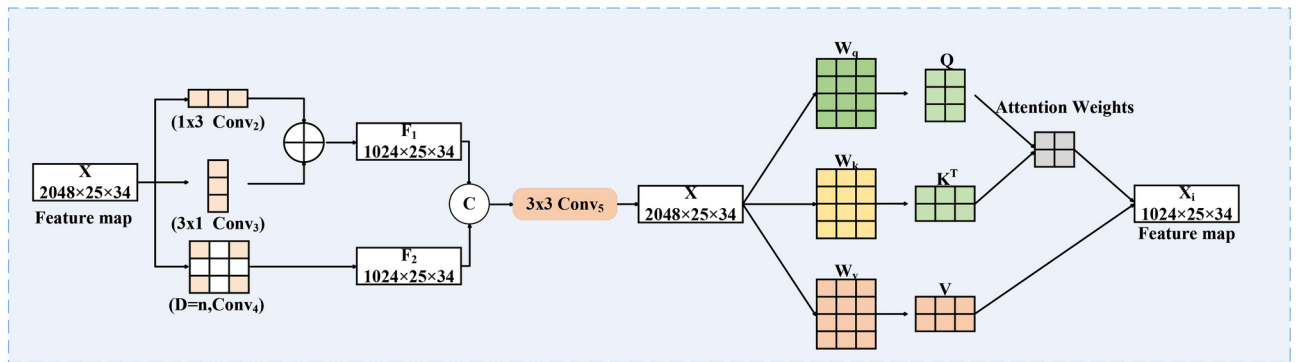 X
2048×25×34
Feature map
(1x3 Conv₂)
(3x1 Conv₃)
(D=n,Conv₄)
F₁
1024×25×34
F₂
1024×25×34
C
3x3 Conv₅
X
2048×25×34
W_q
W_k
W_v
Q
K^T
V
Attention Weights
X_i
1024×25×34
Feature map